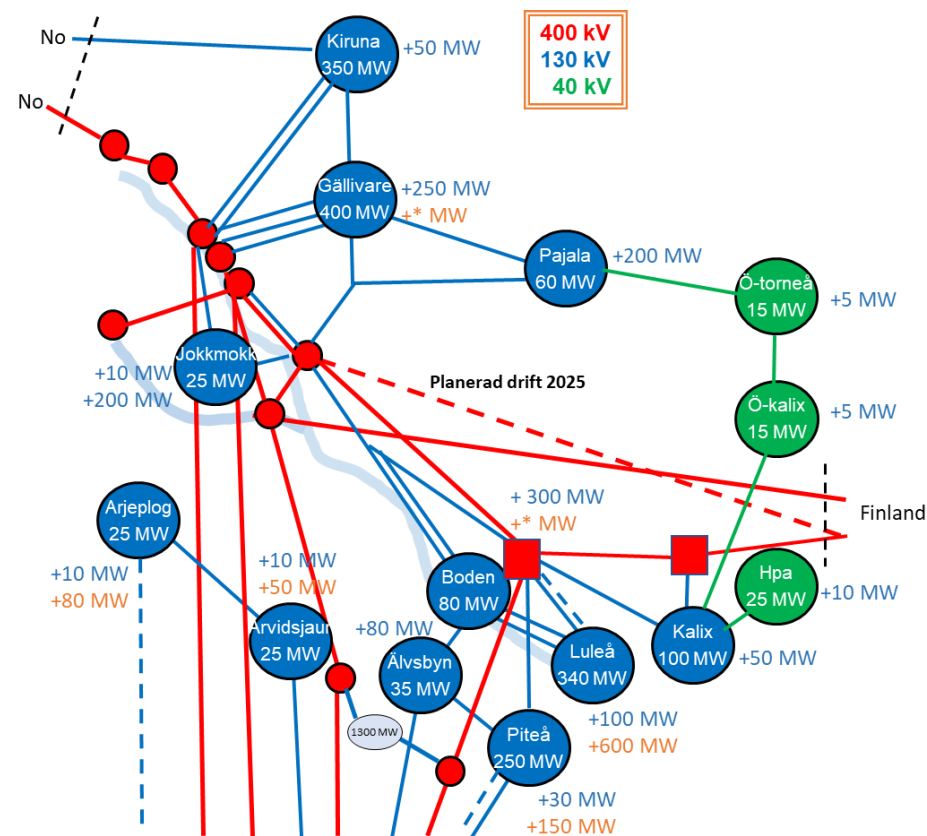 No
Kiruna
350 MW
+50 MW
400 kV
130 kV
40 kV
No
Gällivare
400 MW
+250 MW
+* MW
Pajala
60 MW
+200 MW
Ö-torneå
15 MW
+5 MW
Jokkmokk
25 MW
+10 MW
+200 MW
Planerad drift 2025
Ö-kalix
15 MW
+5 MW
Arjeplog
25 MW
+10 MW
+80 MW
+ 300 MW
+* MW
Finland
+10 MW
+50 MW
Arvidsjaur
25 MW
Boden
80 MW
Hpa
25 MW
+10 MW
+80 MW
Älvsbyn
35 MW
Luleå
340 MW
+100 MW
+600 MW
Kalix
100 MW
+50 MW
1300 MW
Piteå
250 MW
+30 MW
+150 MW